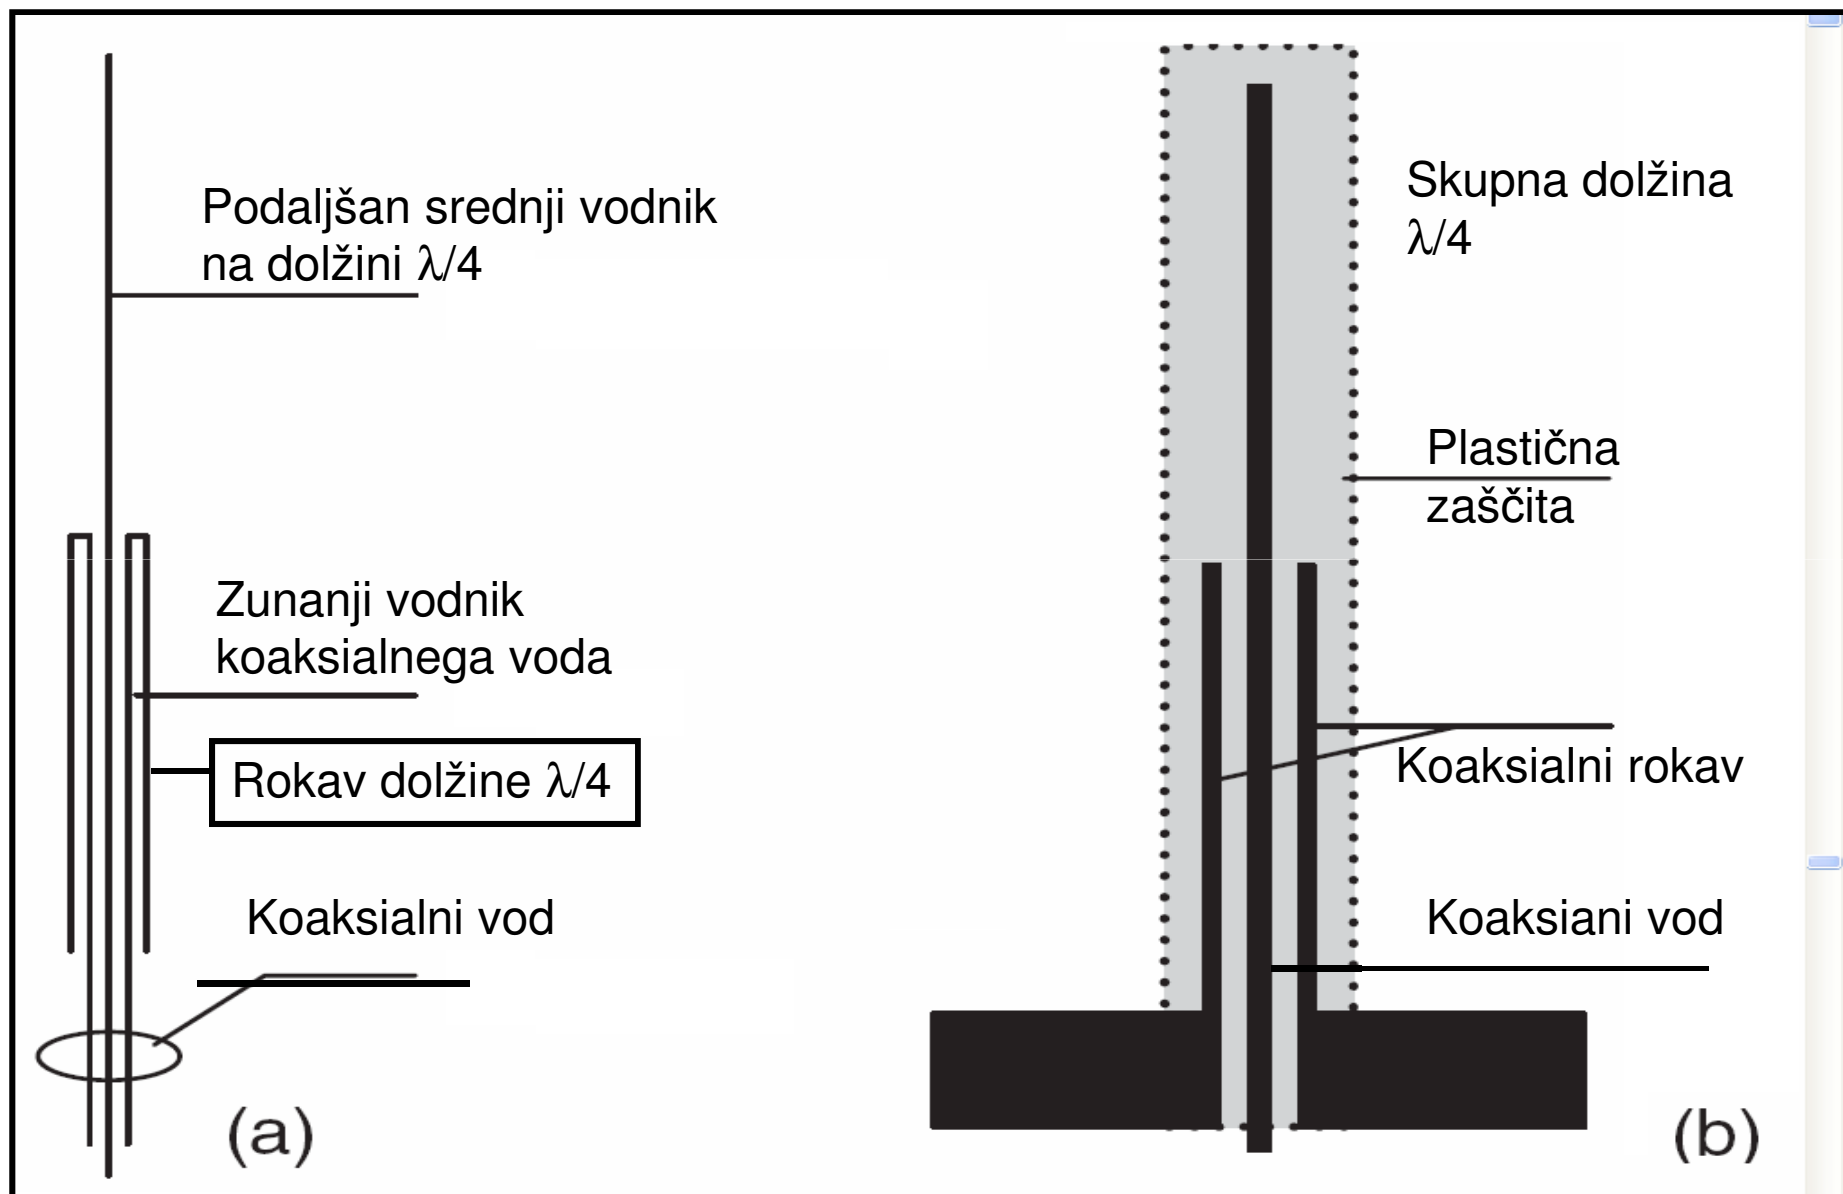 Podaljšan srednji vodnik
na dolžini λ/4
Zunanji vodnik
koaksialnega voda
Rokav dolžine λ/4
Koaksialni vod
(a)
Skupna dolžina
λ/4
Plastična
zaščita
Koaksialni rokav
Koaksiani vod
(b)